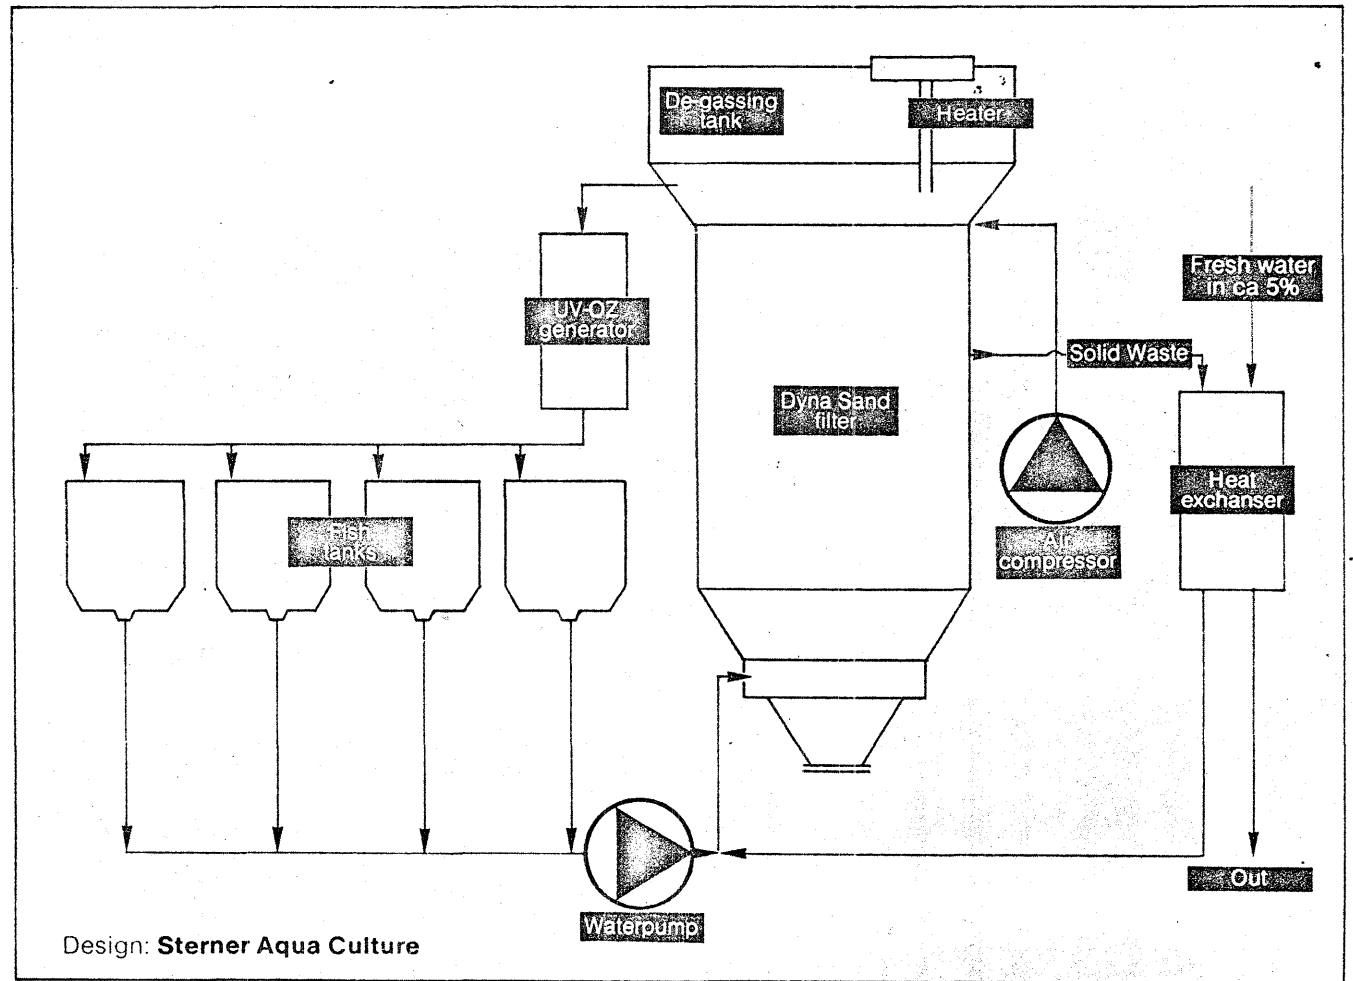 De-gassing
tank
Heater
Fresh water
in ca 5%
UV-OZ
generator
Solid Waste
Dyna Sand
filter
Heat
exchanser
Fish
tanks
Air
compressor
Out
Waterpump
Design: Sterner Aqua Culture